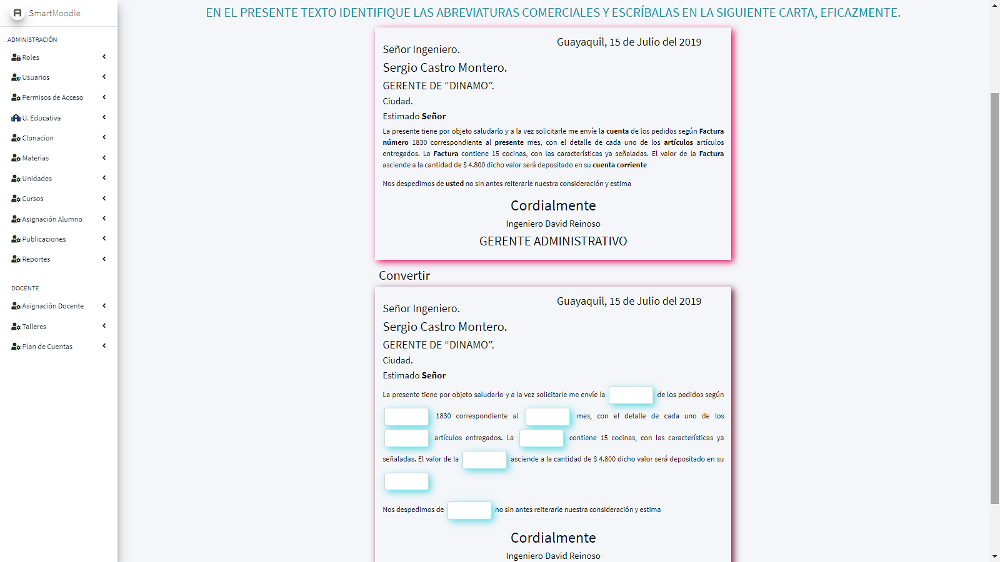 SmartMoodle
ADMINISTRACIÓN
Roles
Usuarios
Permisos de Acceso
U. Educativa
Clonacion
Materias
Unidades
Cursos
Asignación Alumno
Publicaciones
Reportes
DOCENTE
Asignación Docente
Talleres
Plan de Cuentas
EN EL PRESENTE TEXTO IDENTIFIQUE LAS ABREVIATURAS COMERCIALES Y ESCRÍBALAS EN LA SIGUIENTE CARTA, EFICAZMENTE.
Guayaquil, 15 de Julio del 2019
Señor Ingeniero.
Sergio Castro Montero.
GERENTE DE “DINAMO”.
Ciudad.
Estimado Señor
La presente tiene por objeto saludarlo y a la vez solicitarle me envíe la cuenta de los pedidos según Factura
número 1830 correspondiente al presente mes, con el detalle de cada uno de los artículos artículos
entregados. La Factura contiene 15 cocinas, con las características ya señaladas. El valor de la Factura
asciende a la cantidad de $ 4.800 dicho valor será depositado en su cuenta corriente
Nos despedimos de usted no sin antes reiterarle nuestra consideración y estima
Cordialmente
Ingeniero David Reinoso
GERENTE ADMINISTRATIVO
Convertir
Guayaquil, 15 de Julio del 2019
Señor Ingeniero.
Sergio Castro Montero.
GERENTE DE “DINAMO”.
Ciudad.
Estimado Señor
La presente tiene por objeto saludarlo y a la vez solicitarle me envíe la de los pedidos según
1830 correspondiente al mes, con el detalle de cada uno de los
artículos entregados. La contiene 15 cocinas, con las características ya
señaladas. El valor de la asciende a la cantidad de $ 4.800 dicho valor será depositado en su
Nos despedimos de no sin antes reiterarle nuestra consideración y estima
Cordialmente
Ingeniero David Reinoso